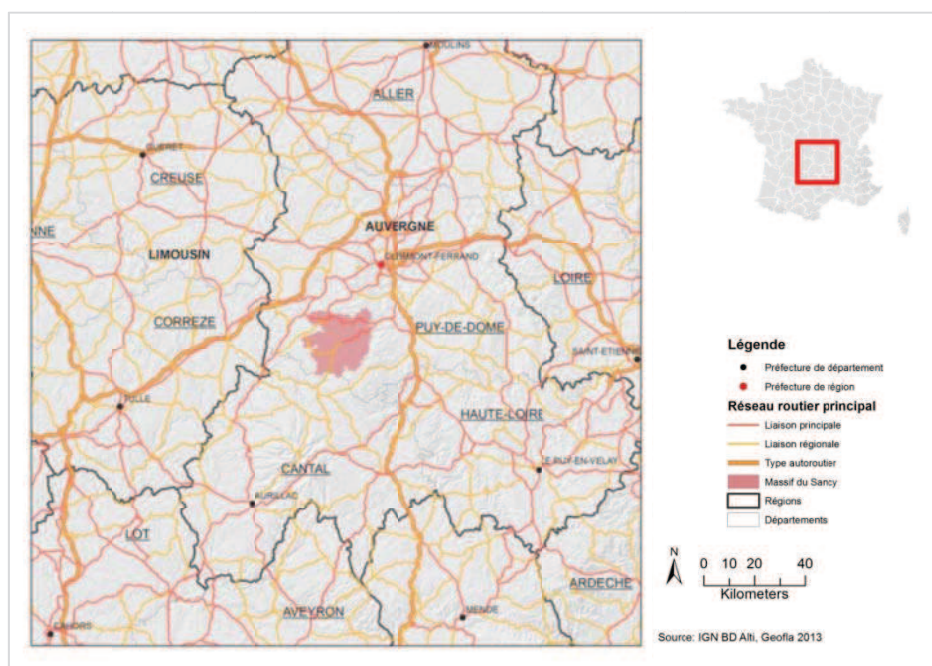 MOULINS
ALLER
GUERET
CREUSE
AUVERGNE
NNE
CLERMONT-FERRAND
LIMOUSIN
LOIRE
CORREZE
PUY-DE-DOME
SAINT-ETIENNE
TULLE
HAUTE-LOIRE
CANTAL
E-PUY-EN-VELAY
AURILLAC
LOT
ARDECHE
AVEYRON
MENDE
CAHORS
Légende
Préfecture de département
Préfecture de région
Réseau routier principal
Liaison principale
Liaison régionale
Type autoroutier
Massif du Sancy
Régions
Départements
N
0 10 20 40
Kilometers
Source: IGN BD Alti, Geofla 2013